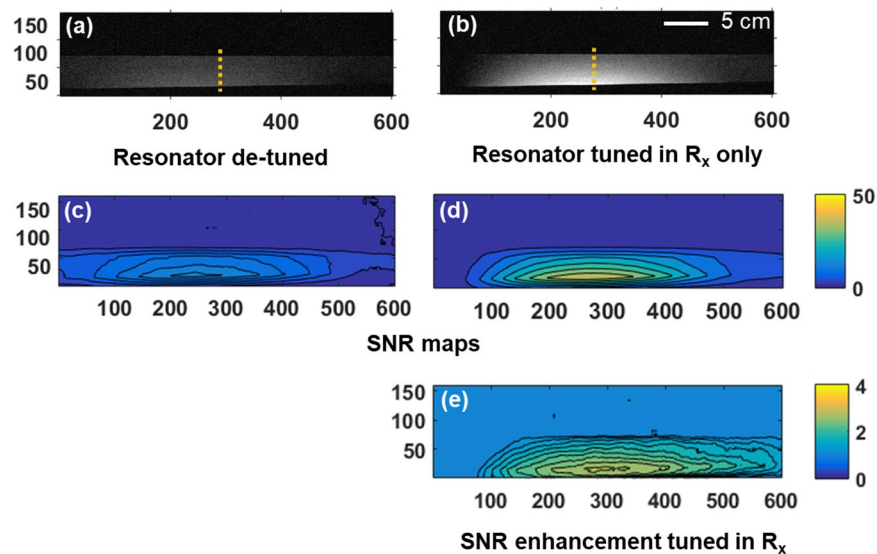 (a)
150
100
50
200 400 600
Resonator de-tuned
(b)
5 cm
200 400 600
Resonator tuned in Rx only
(c)
150
100
50
100 200 300 400 500 600
(d)
50
0
100 200 300 400 500 600
SNR maps
(e)
150
100
50
4
2
0
100 200 300 400 500 600
SNR enhancement tuned in Rx